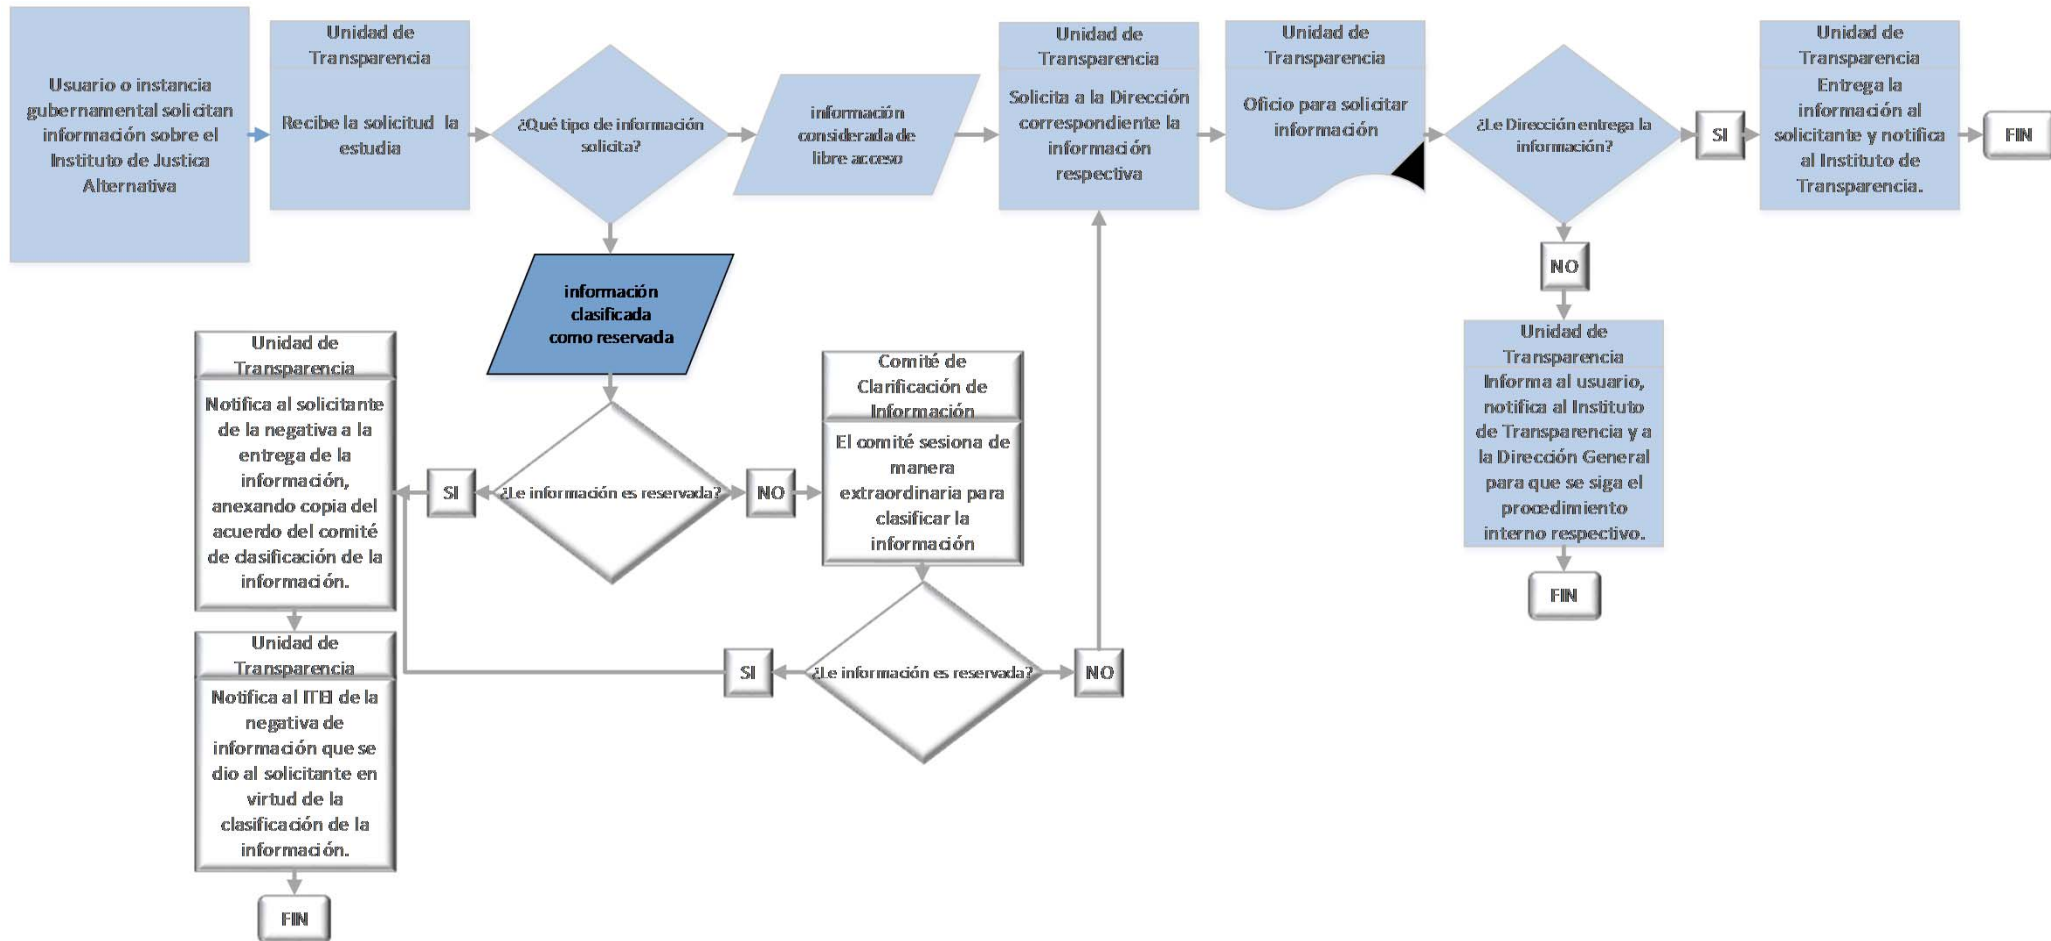 Usuario o instancia
gubernamental solicitan
información sobre el
Instituto de Justica
Alternativa
Unidad de
Transparencia
Recibe la solicitud la
estudia
¿Qué tipo de información
solicita?
información
considerada de
libre acceso
Unidad de
Transparencia
Solicita a la Dirección
correspondiente la
información
respectiva
Unidad de
Transparencia
Oficio para solicitar
información
¿Le Dirección entrega la
información?
SI
Unidad de
Transparencia
Entrega la
información al
solicitante y notifica
al Instituto de
Transparencia.
FIN
NO
Unidad de
Transparencia
Informa al usuario,
notifica al Instituto
de Transparencia y a
la Dirección General
para que se siga el
procedimiento
interno respectivo.
FIN
información
clasificada
como reservada
¿Le información es reservada?
SI
Unidad de
Transparencia
Notifica al solicitante
de la negativa a la
entrega de la
información,
anexando copia del
acuerdo del comité
de clasificación de la
información.
NO
Comité de
Clarificación de
Información
El comité sesiona de
manera
extraordinaria para
clasificar la
información
¿Le información es reservada?
SI
NO
Unidad de
Transparencia
Notifica al ITEI de la
negativa de
información que se
dio al solicitante en
virtud de la
clasificación de la
información.
FIN